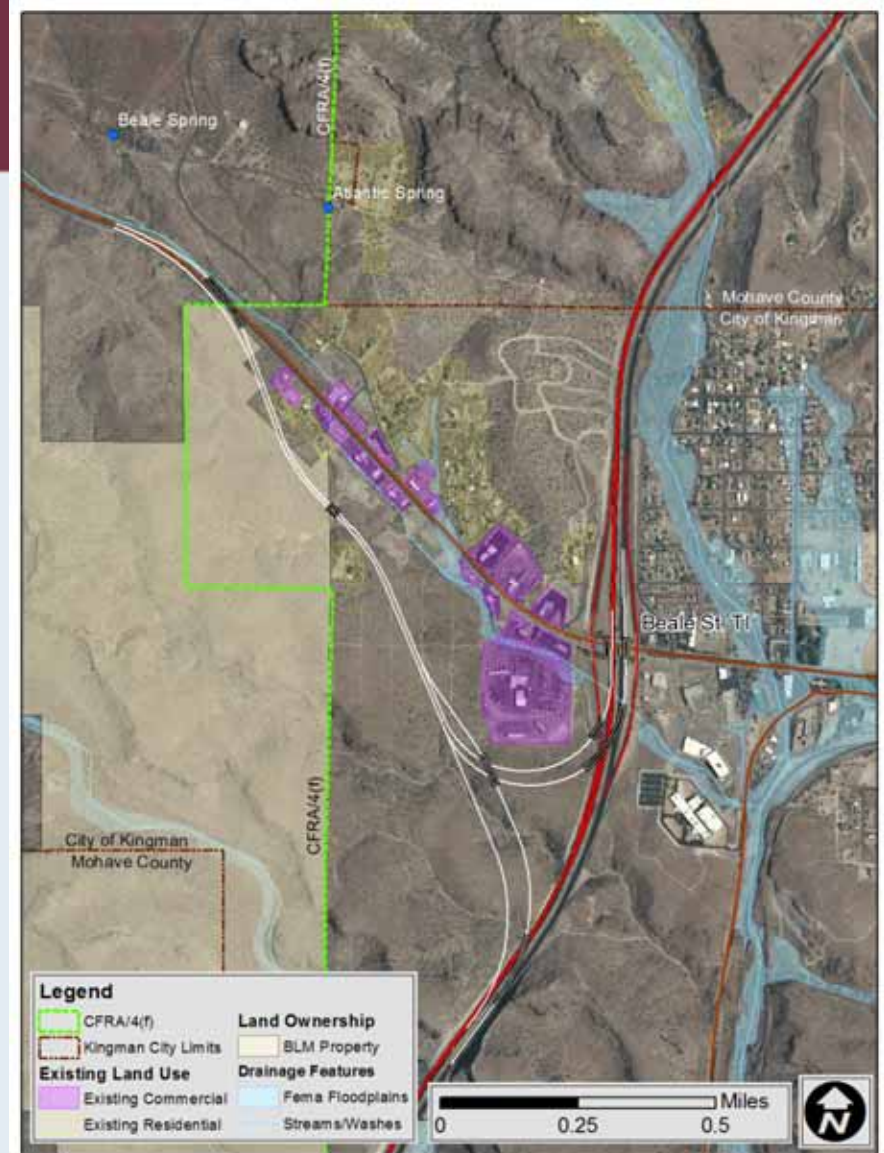 CFRA/4(f)
Beale Spring
Atlantic Spring
Mohave County
City of Kingman
Beale St. TI
CFRA/4(f)
City of Kingman
Mohave County
Legend
CFRA/4(f)
Kingman City Limits
Existing Land Use
Existing Commercial
Existing Residential
Land Ownership
BLM Property
Drainage Features
Fema Floodplains
Streams/Washes
Miles
0 0.25 0.5
N